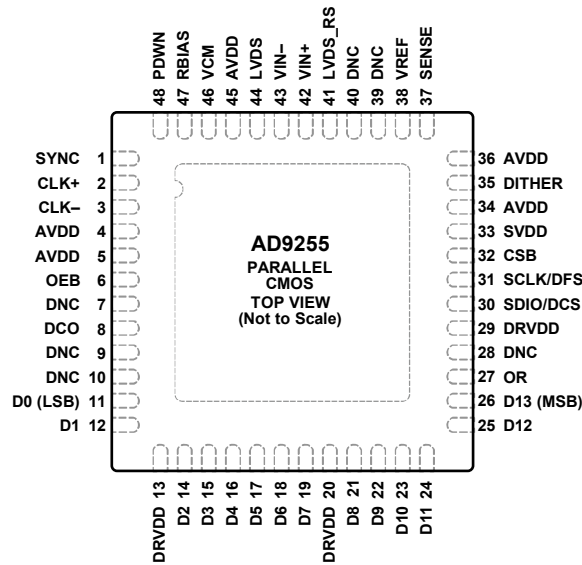 48 PDWN
47 RBIAS
46 VCM
45 AVDD
44 LVDS
43 VIN–
42 VIN+
41 LVDS_RS
40 DNC
39 DNC
38 VREF
37 SENSE
SYNC 1
CLK+ 2
CLK– 3
AVDD 4
AVDD 5
OEB 6
DNC 7
DCO 8
DNC 9
DNC 10
D0 (LSB) 11
D1 12
AD9255
PARALLEL
CMOS
TOP VIEW
(Not to Scale)
36 AVDD
35 DITHER
34 AVDD
33 SVDD
32 CSB
31 SCLK/DFS
30 SDIO/DCS
29 DRVDD
28 DNC
27 OR
26 D13 (MSB)
25 D12
DRVDD 13
D2 14
D3 15
D4 16
D5 17
D6 18
D7 19
DRVDD 20
D8 21
D9 22
D10 23
D11 24